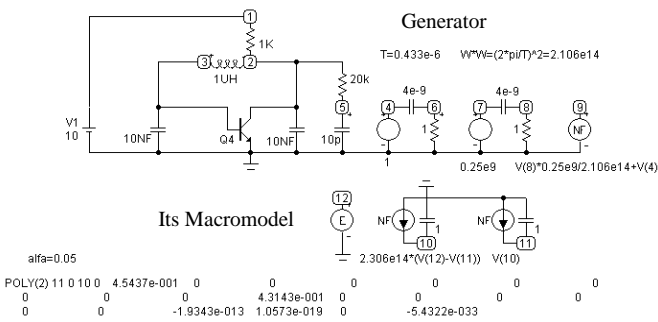 Generator
1
1K
T=0.433e-6 W*W=(2*pi/T)^2=2.106e14
3 2
1UH
20k
4e-9 4e-9
5 4 6 7 8 9
V1
10
10NF Q4 10NF 10p 1 1 NF
1 0.25e9 V(8)*0.25e9/2.106e14+V(4)
Its Macromodel
12
E NF 1 NF 1
10 11
alfa=0.05 2.306e14*(V(12)-V(11)) V(10)
POLY(2) 11 0 10 0 4.5437e-001 0 0 0 0 0
0 0 0 4.3143e-001 0 0 0 0
0 0 -1.9343e-013 1.0573e-019 0 -5.4322e-033